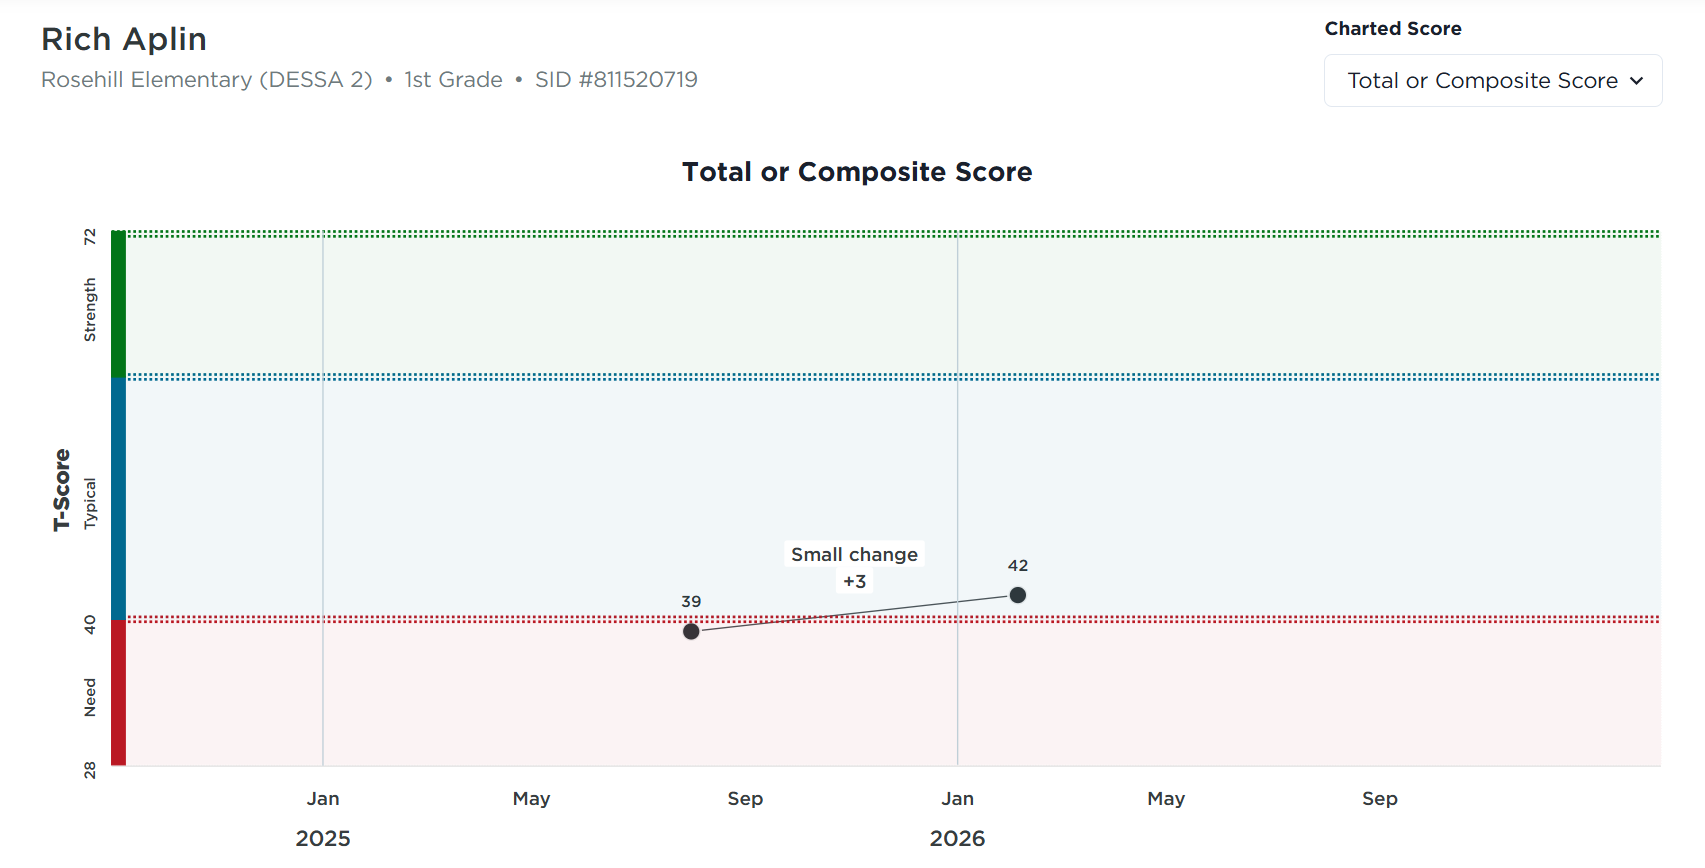 Rich Aplin
Rosehill Elementary (DESSA 2) • 1st Grade • SID #811520719
Charted Score
Total or Composite Score
Total or Composite Score
T-Score
72
Strength
Typical
40
Need
28
Small change
+3
39
42
Jan
May
Sep
Jan
May
Sep
2025
2026